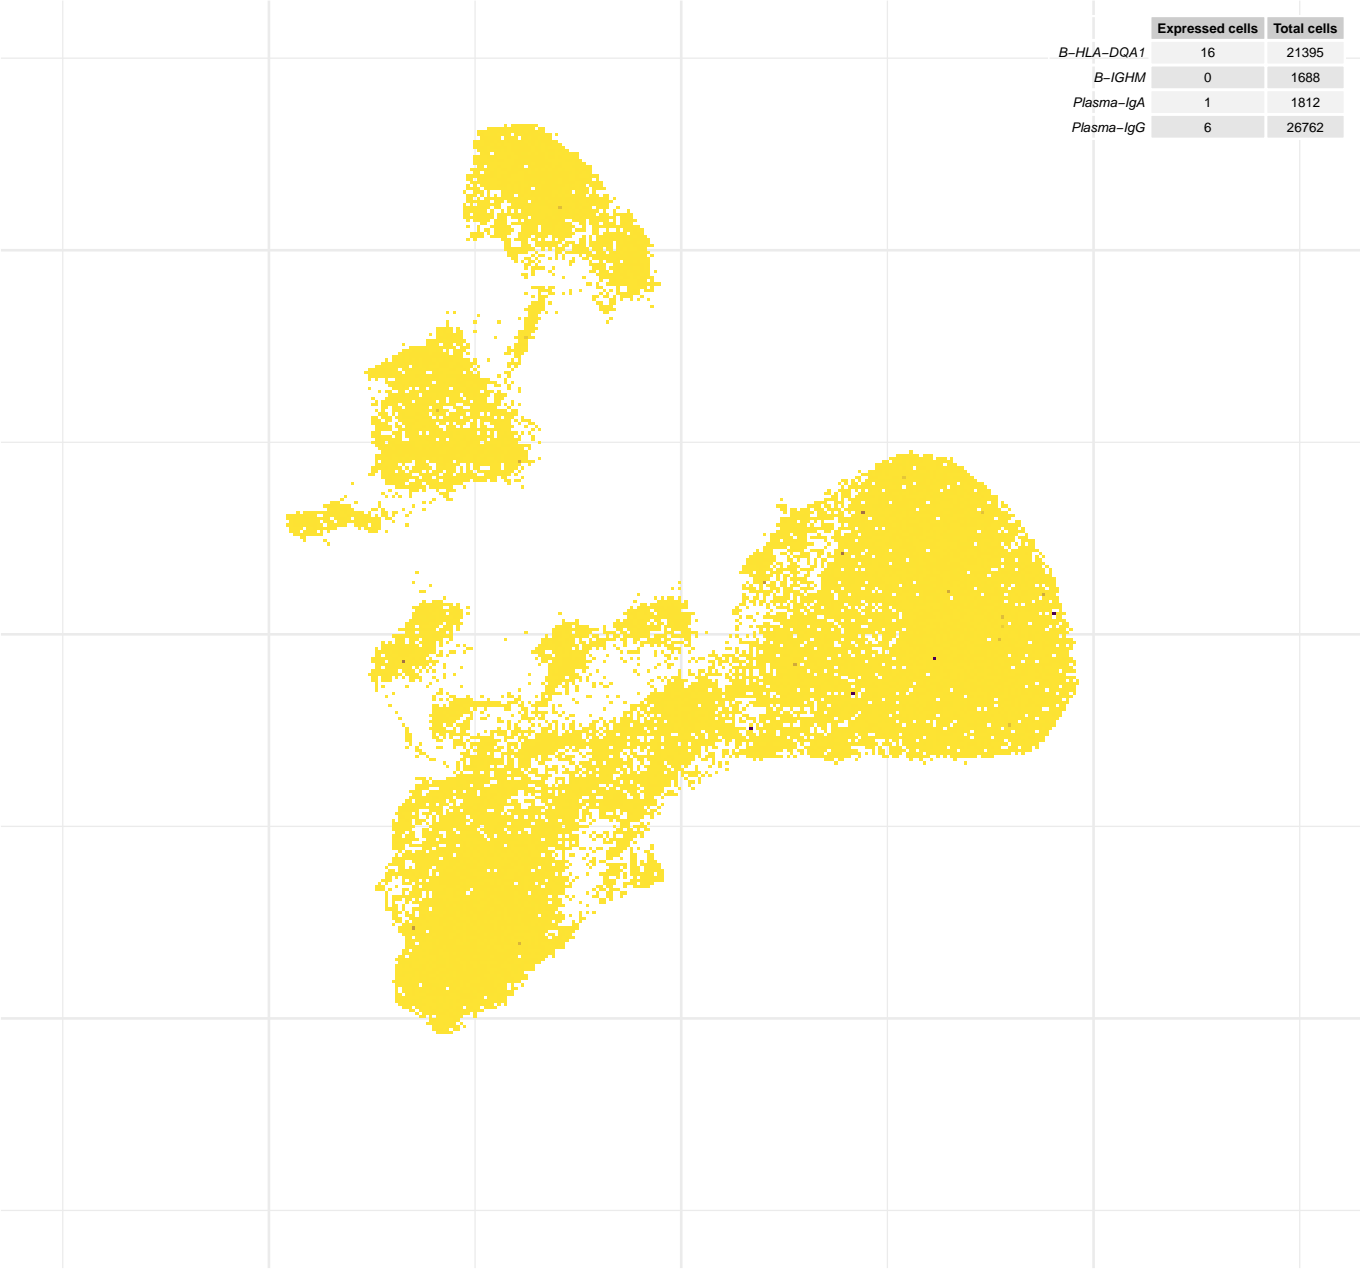 Expressed cells Total cells
B−HLA−DQA1 16 21395
B−IGHM 0 1688
Plasma−IgA 1 1812
Plasma−IgG 6 26762